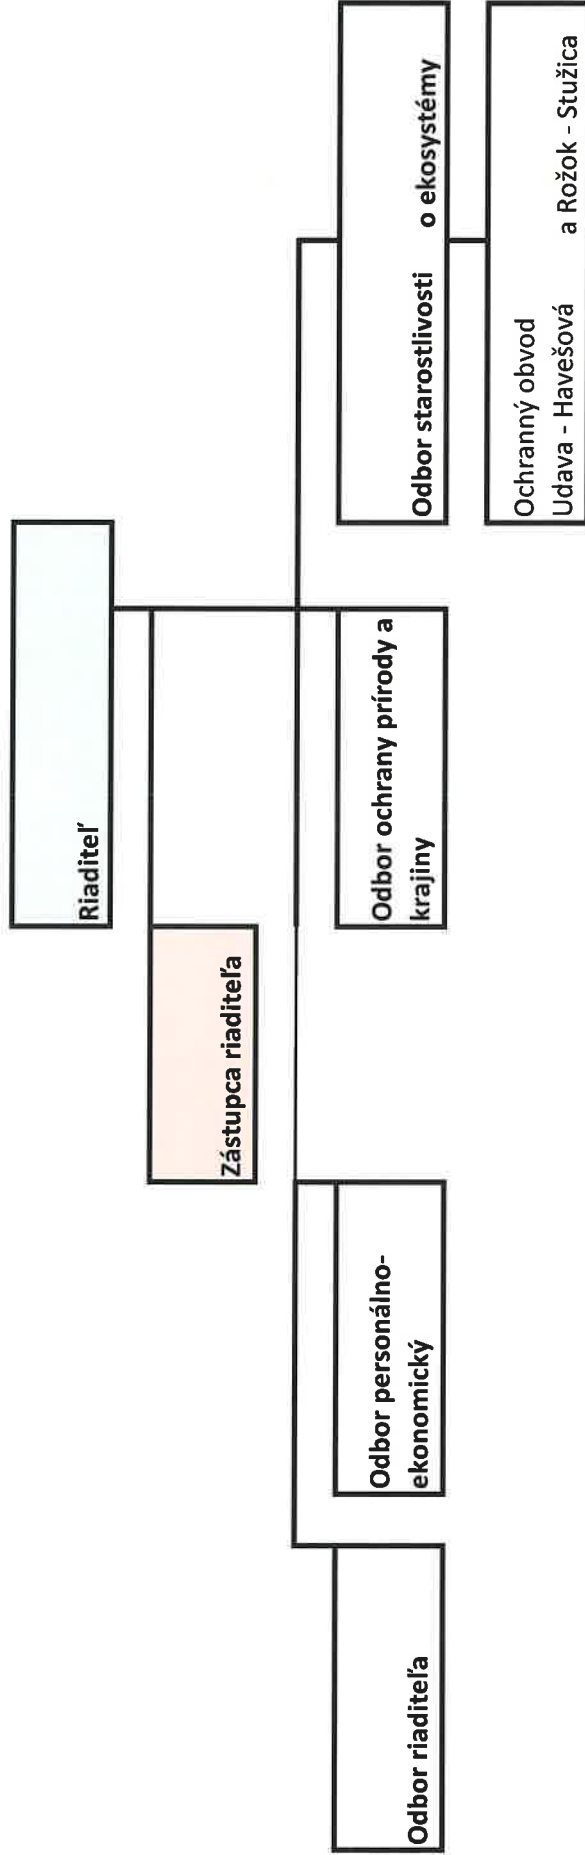 Riaditeľ
Zástupca riaditeľa
Odbor riaditeľa
Odbor personálno-
ekonomický
Odbor ochrany prírody a
krajiny
Odbor starostlivosti o ekosystémy
Ochranný obvod
Udava - Havešová a Rožok - Stužica